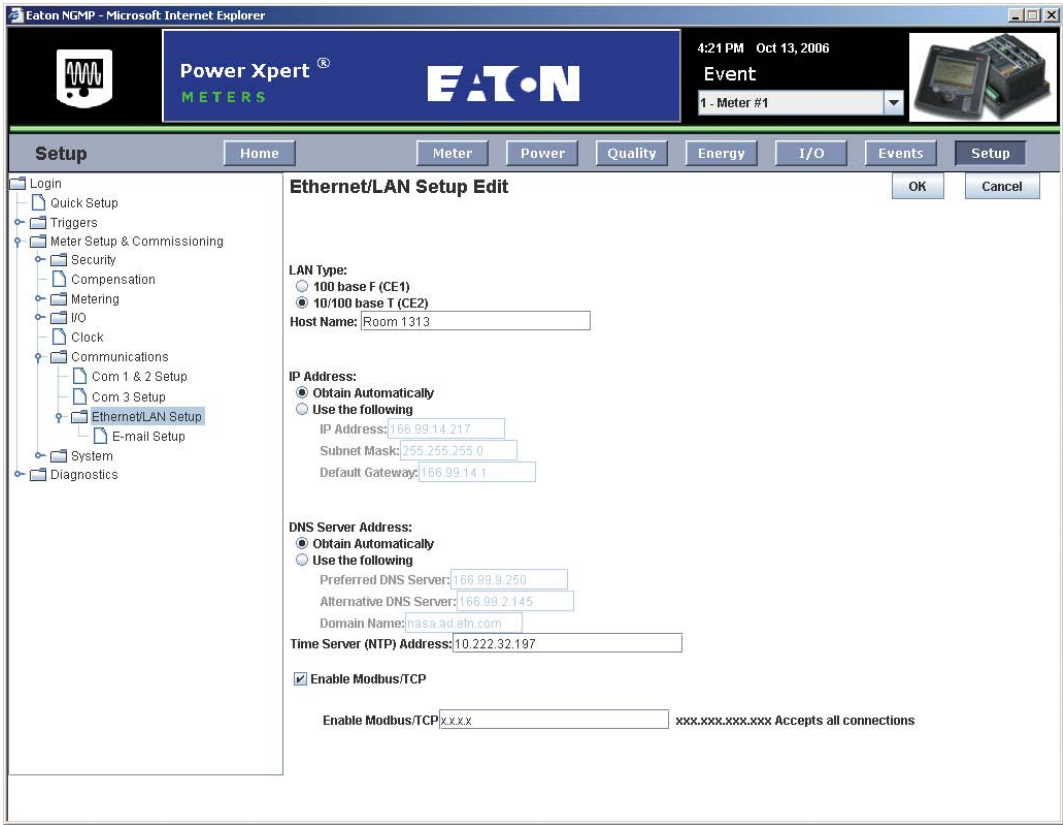 Eaton NGMP - Microsoft Internet Explorer
Power Xpert ®
METERS
EATON
4:21 PM Oct 13, 2006
Event
1 - Meter #1
Setup
Home
Meter
Power
Quality
Energy
I/O
Events
Setup
Login
Quick Setup
Triggers
Meter Setup & Commissioning
Security
Compensation
Metering
I/O
Clock
Communications
Com 1 & 2 Setup
Com 3 Setup
Ethernet/LAN Setup
E-mail Setup
System
Diagnostics
Ethernet/LAN Setup Edit
OK
Cancel
LAN Type:
100 base F (CE1)
10/100 base T (CE2)
Host Name: Room 1313
IP Address:
Obtain Automatically
Use the following
IP Address: 166.99.14.217
Subnet Mask: 255.255.255.0
Default Gateway: 166.99.14.1
DNS Server Address:
Obtain Automatically
Use the following
Preferred DNS Server: 166.99.9.250
Alternative DNS Server: 166.99.2.145
Domain Name: nasa.ad.etn.com
Time Server (NTP) Address: 10.222.32.197
Enable Modbus/TCP
Enable Modbus/TCP x.x.x.x xxx.xxx.xxx.xxx Accepts all connections